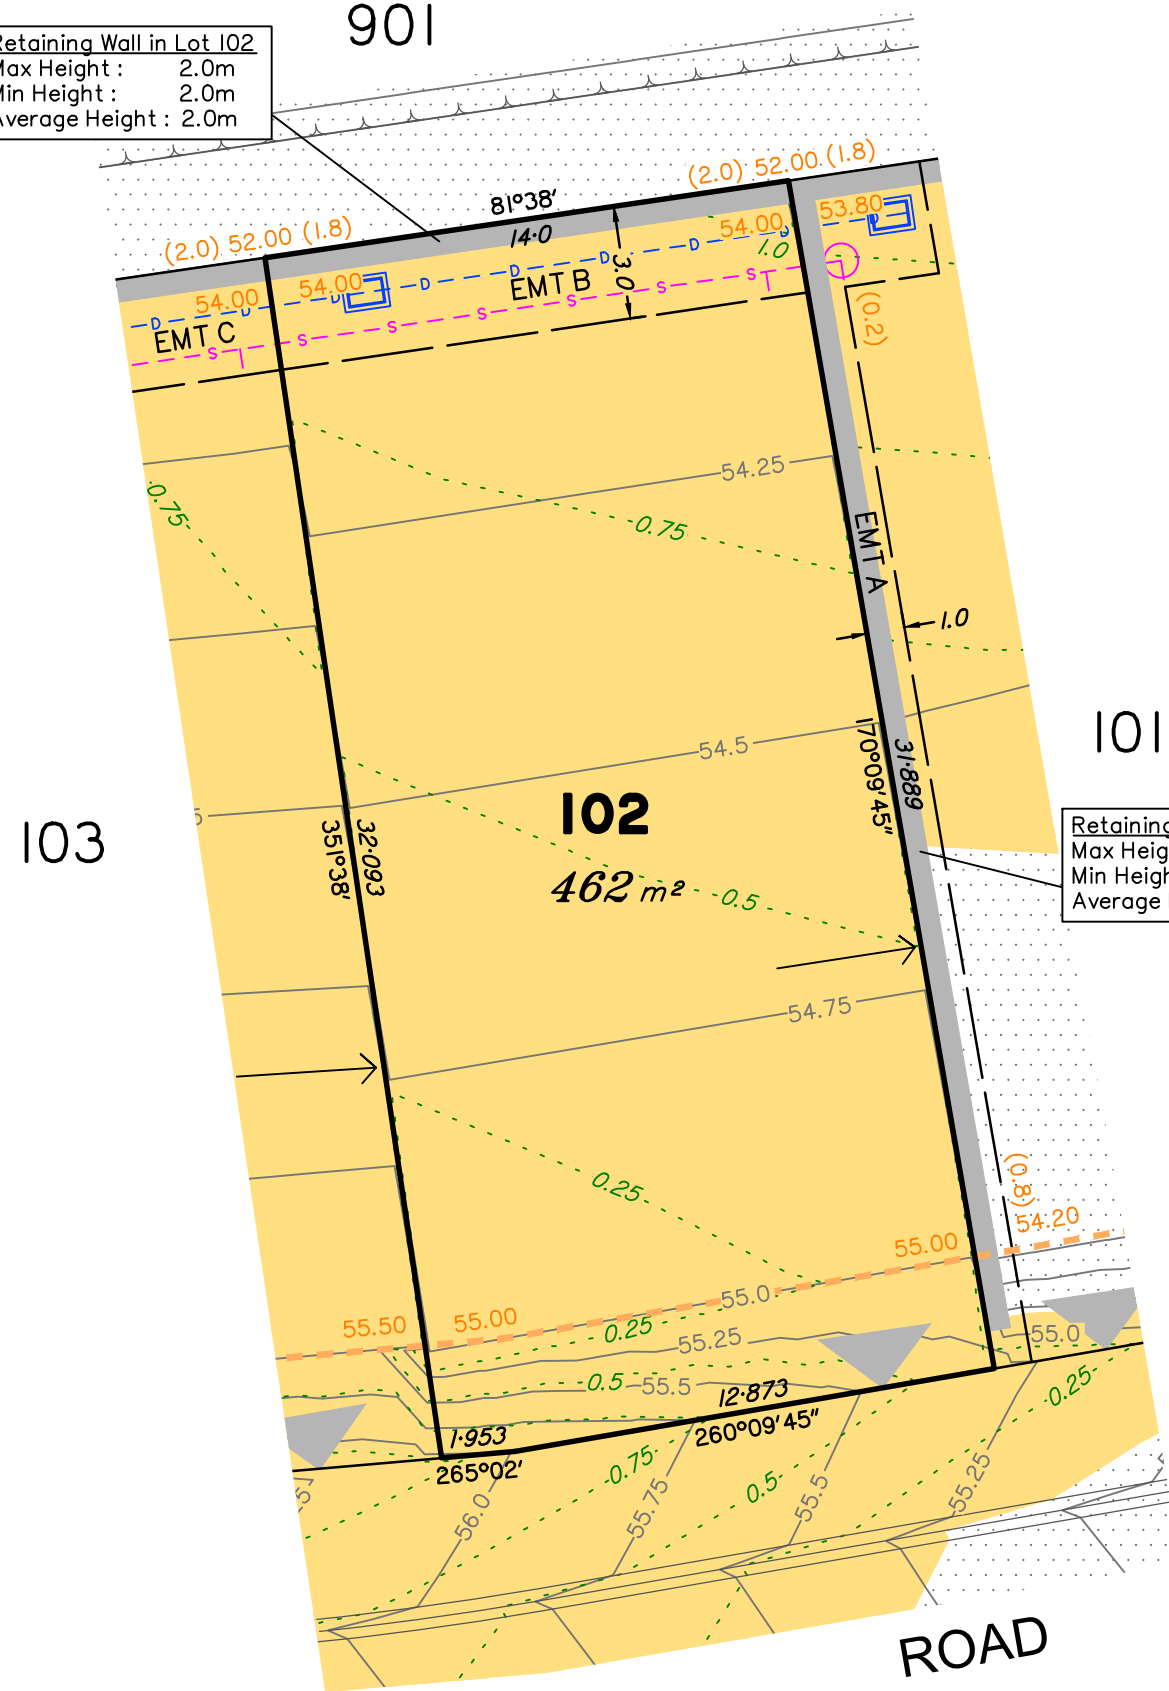 901
Retaining Wall in Lot 102
Max Height : 2.0m
Min Height : 2.0m
Average Height : 2.0m
(2.0) 52.00 (1.8)
81°38'
14·0
(2.0) 52.00 (1.8)
54.00
54.00
54.00
53.80
D
D
D
D
D
D
D
D
D
EMT C
EMT B
3.0
1.0
S
S
S
S
S
S
(0.2)
54.25
0.75
0.75
EMT A
1.0
54.5
170°09'45"
31·889
101
103
5
351°38'
32·093
102
462 m²
0.5
Retaining
Max Heig
Min Heigh
Average
54.75
0.25
(0.8)
54.20
55.00
55.0
55.50
55.00
0.25
55.25
55.0
0.5
55.5
12·873
260°09'45"
0.25
1·953
265°02'
0.75
0.5
56.0
55.75
55.5
55.25
ROAD